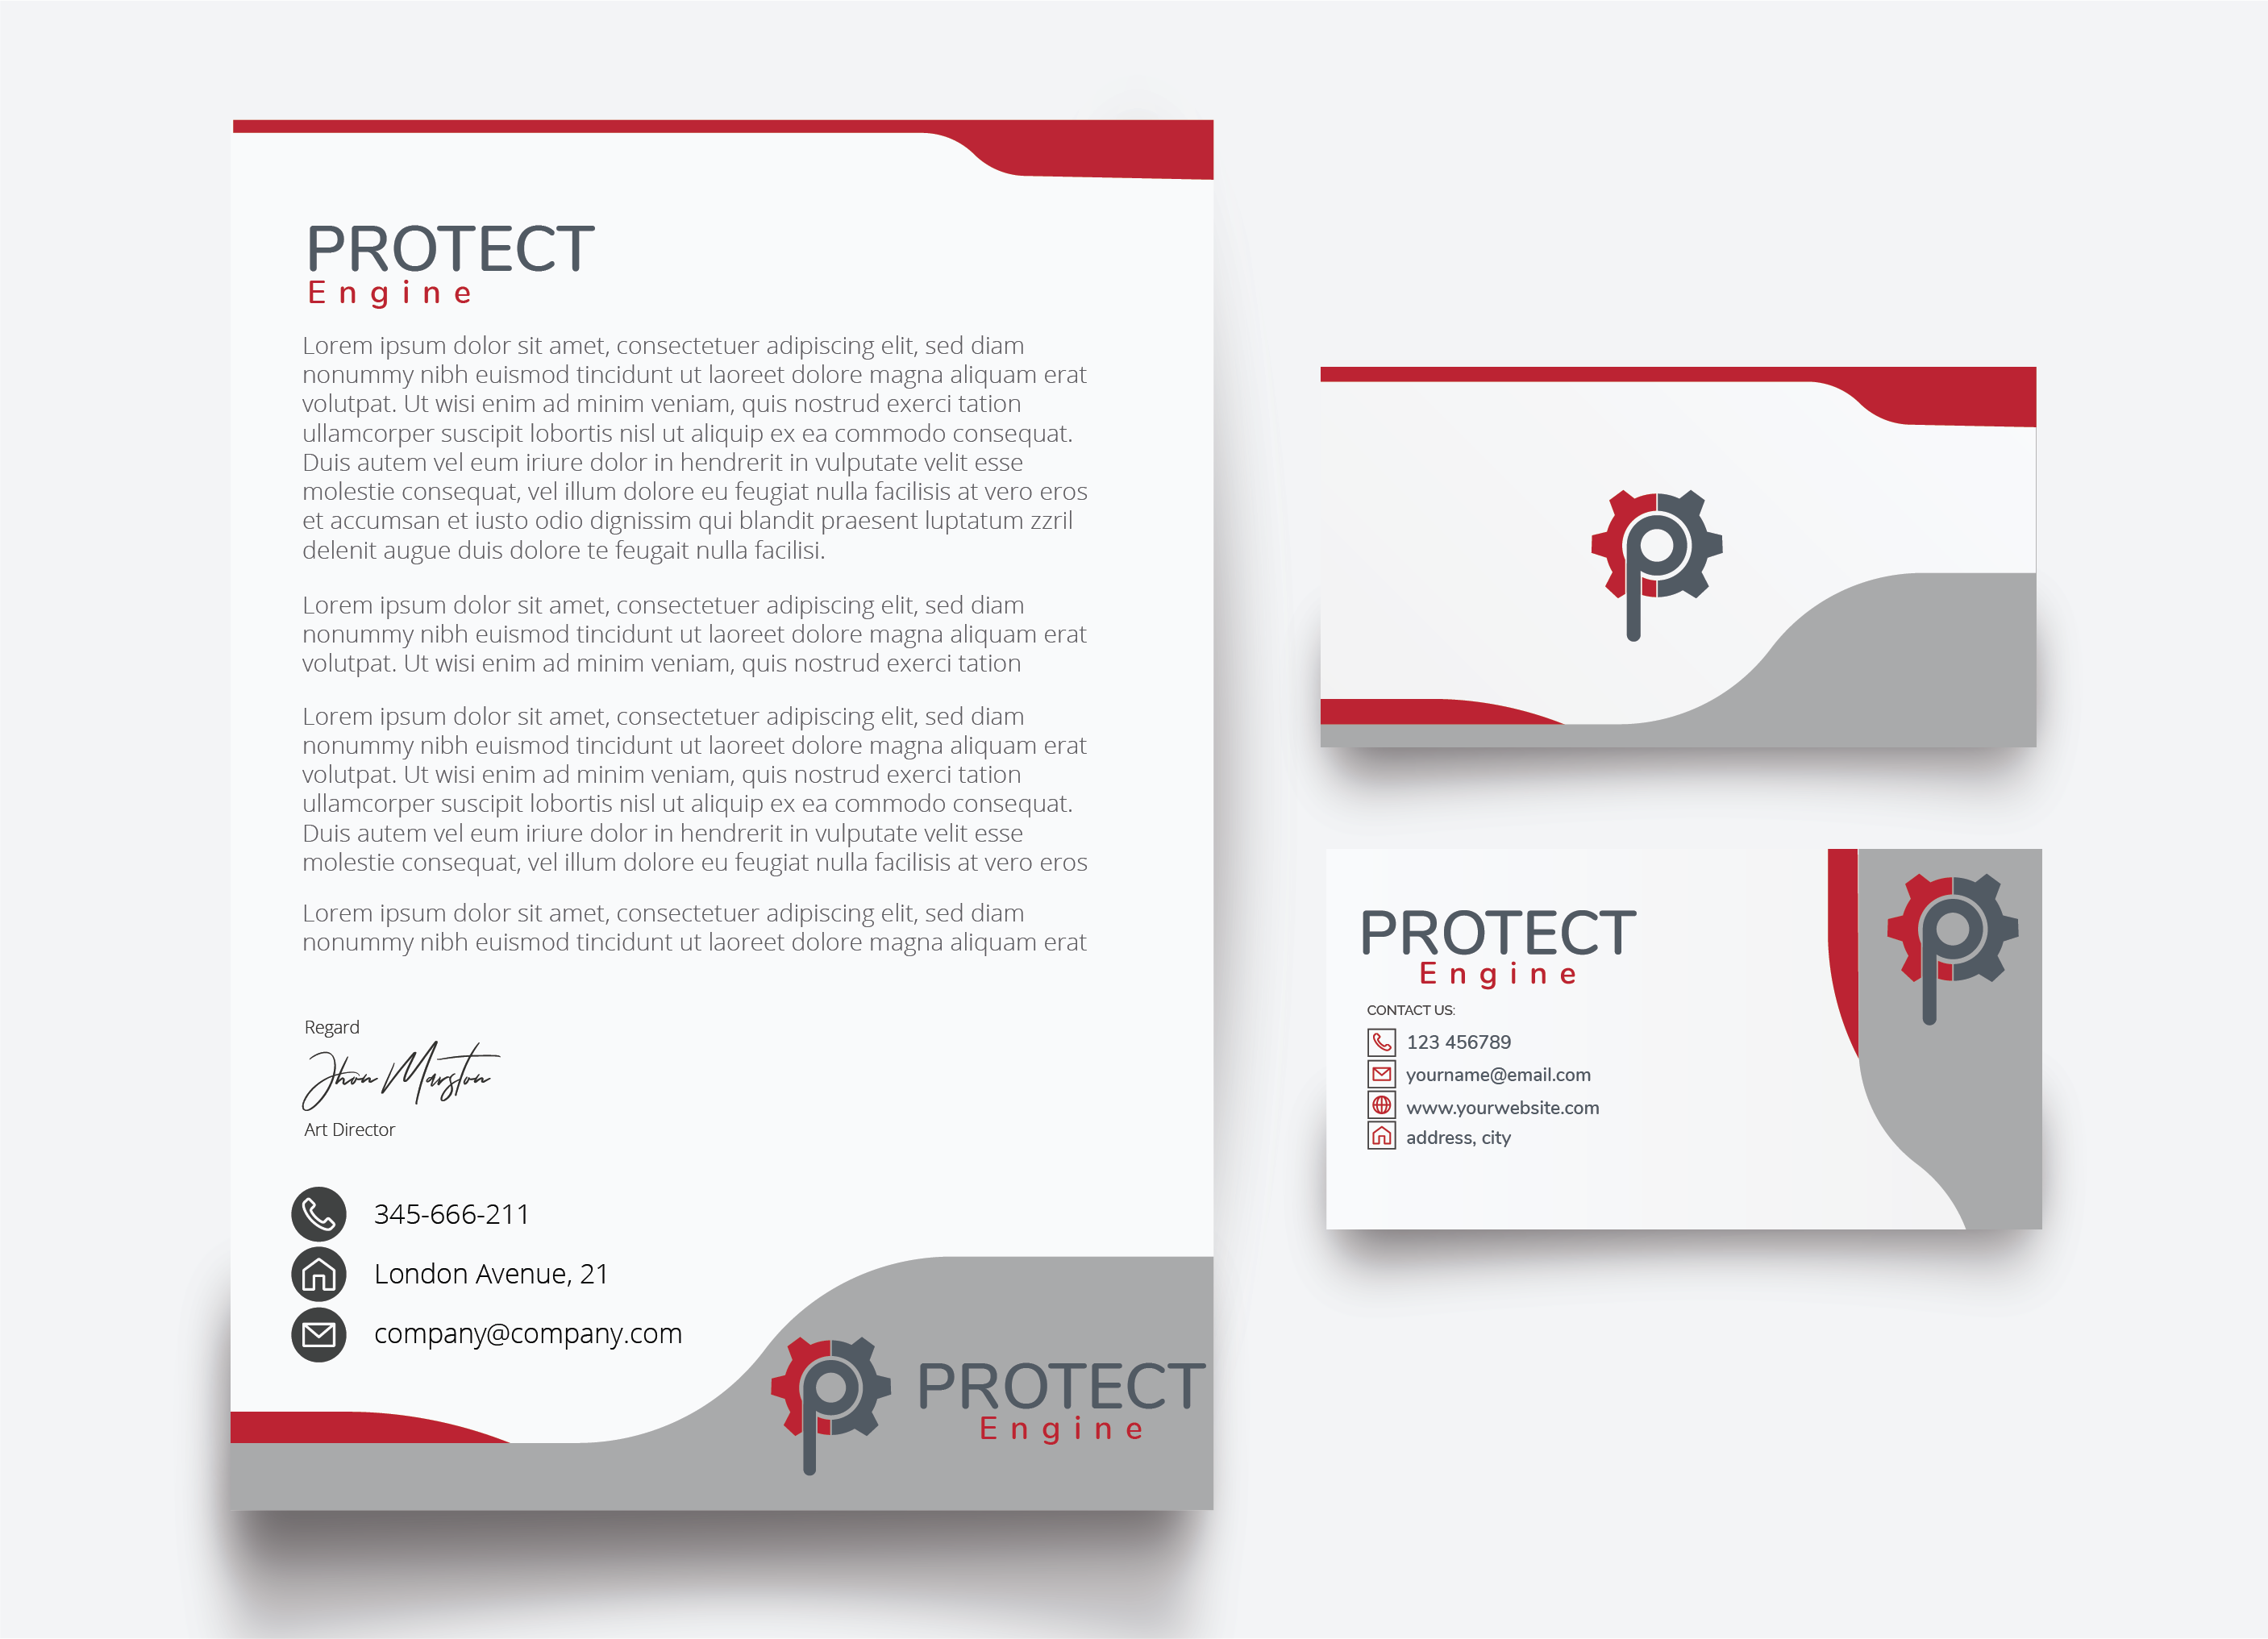 PROTECT
Engine
Lorem ipsum dolor sit amet, consectetuer adipiscing elit, sed diam
nonummy nibh euismod tincidunt ut laoreet dolore magna aliquam erat
volutpat. Ut wisi enim ad minim veniam, quis nostrud exerci tation
ullamcorper suscipit lobortis nisl ut aliquip ex ea commodo consequat.
Duis autem vel eum iriure dolor in hendrerit in vulputate velit esse
molestie consequat, vel illum dolore eu feugiat nulla facilisis at vero eros
et accumsan et iusto odio dignissim qui blandit praesent luptatum zzril
delenit augue duis dolore te feugait nulla facilisi.
Lorem ipsum dolor sit amet, consectetuer adipiscing elit, sed diam
nonummy nibh euismod tincidunt ut laoreet dolore magna aliquam erat
volutpat. Ut wisi enim ad minim veniam, quis nostrud exerci tation
Lorem ipsum dolor sit amet, consectetuer adipiscing elit, sed diam
nonummy nibh euismod tincidunt ut laoreet dolore magna aliquam erat
volutpat. Ut wisi enim ad minim veniam, quis nostrud exerci tation
ullamcorper suscipit lobortis nisl ut aliquip ex ea commodo consequat.
Duis autem vel eum iriure dolor in hendrerit in vulputate velit esse
molestie consequat, vel illum dolore eu feugiat nulla facilisis at vero eros
Lorem ipsum dolor sit amet, consectetuer adipiscing elit, sed diam
nonummy nibh euismod tincidunt ut laoreet dolore magna aliquam erat
Regard
Jhon Marston
Art Director
345-666-211
London Avenue, 21
company@company.com
PROTECT
Engine
PROTECT
Engine
CONTACT US:
123 456789
yourname@email.com
www.yourwebsite.com
address, city